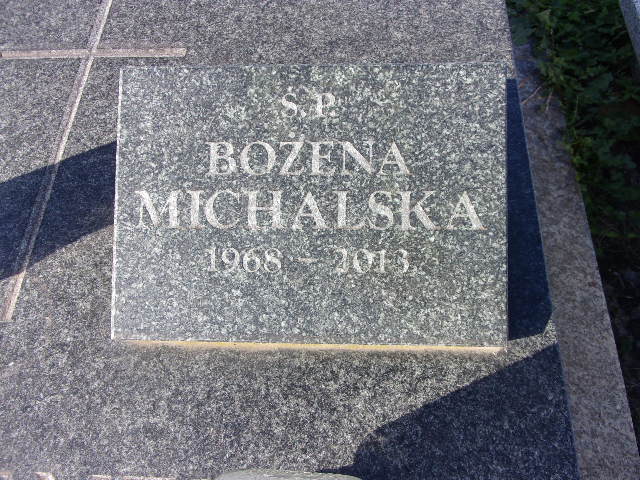 Ś.P.
BOŻENA
MICHALSKA
1968 - 2013